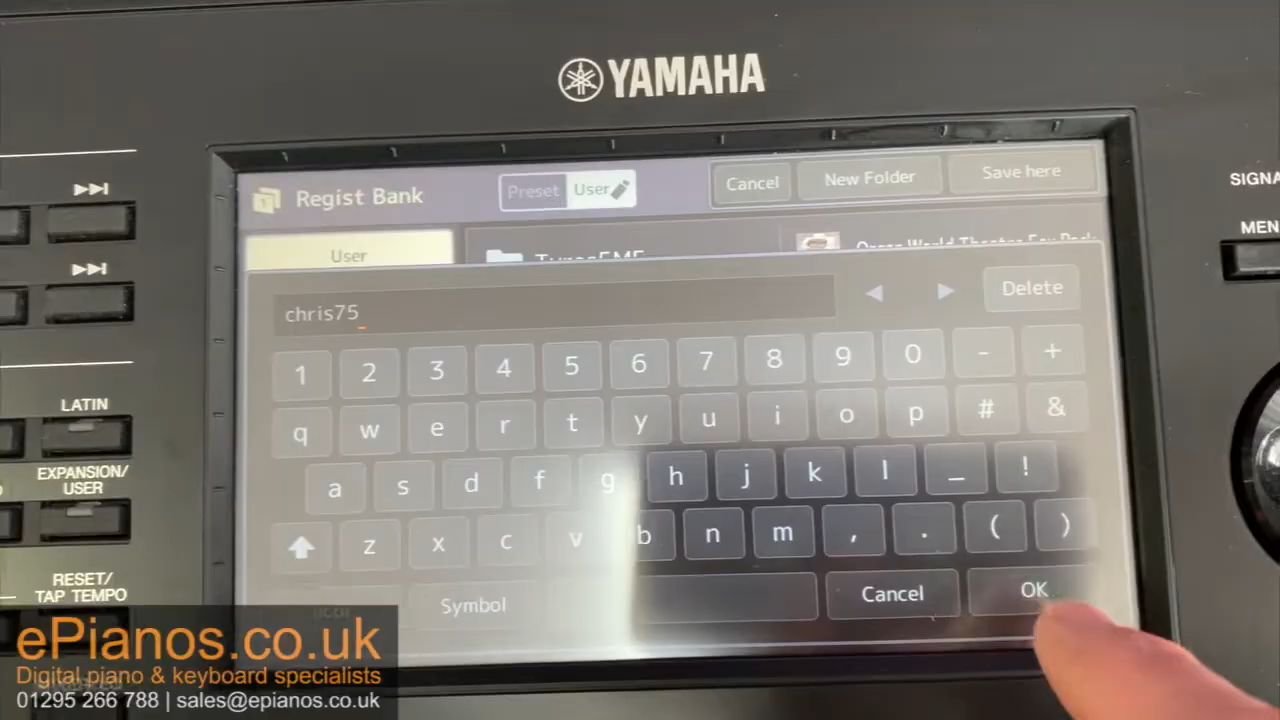 YAMAHA
Regist Bank
Preset User
Cancel New Folder Save here
User
chris75
Delete
1 2 3 4 5 6 7 8 9 0 - +
q w e r t y u i o p # &
a s d f g h j k l _ !
z x c v b n m , . ( )
Symbol Cancel OK
LATIN
EXPANSION/
USER
RESET/
TAP TEMPO
ePianos.co.uk
Digital piano & keyboard specialists
01295 266 788 | sales@epianos.co.uk